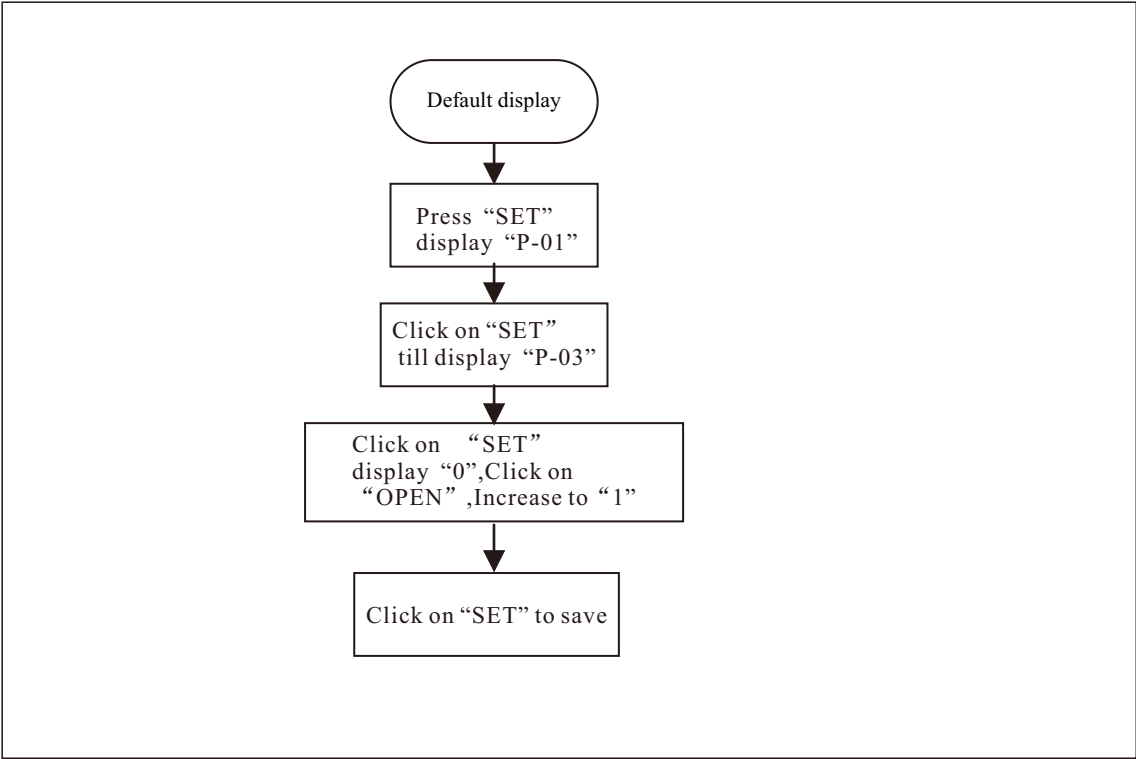 Default display
Press “SET”
display “P-01”
Click on “SET”
till display “P-03”
Click on “SET”
display “0”,Click on
“OPEN” ,Increase to “1”
Click on “SET” to save